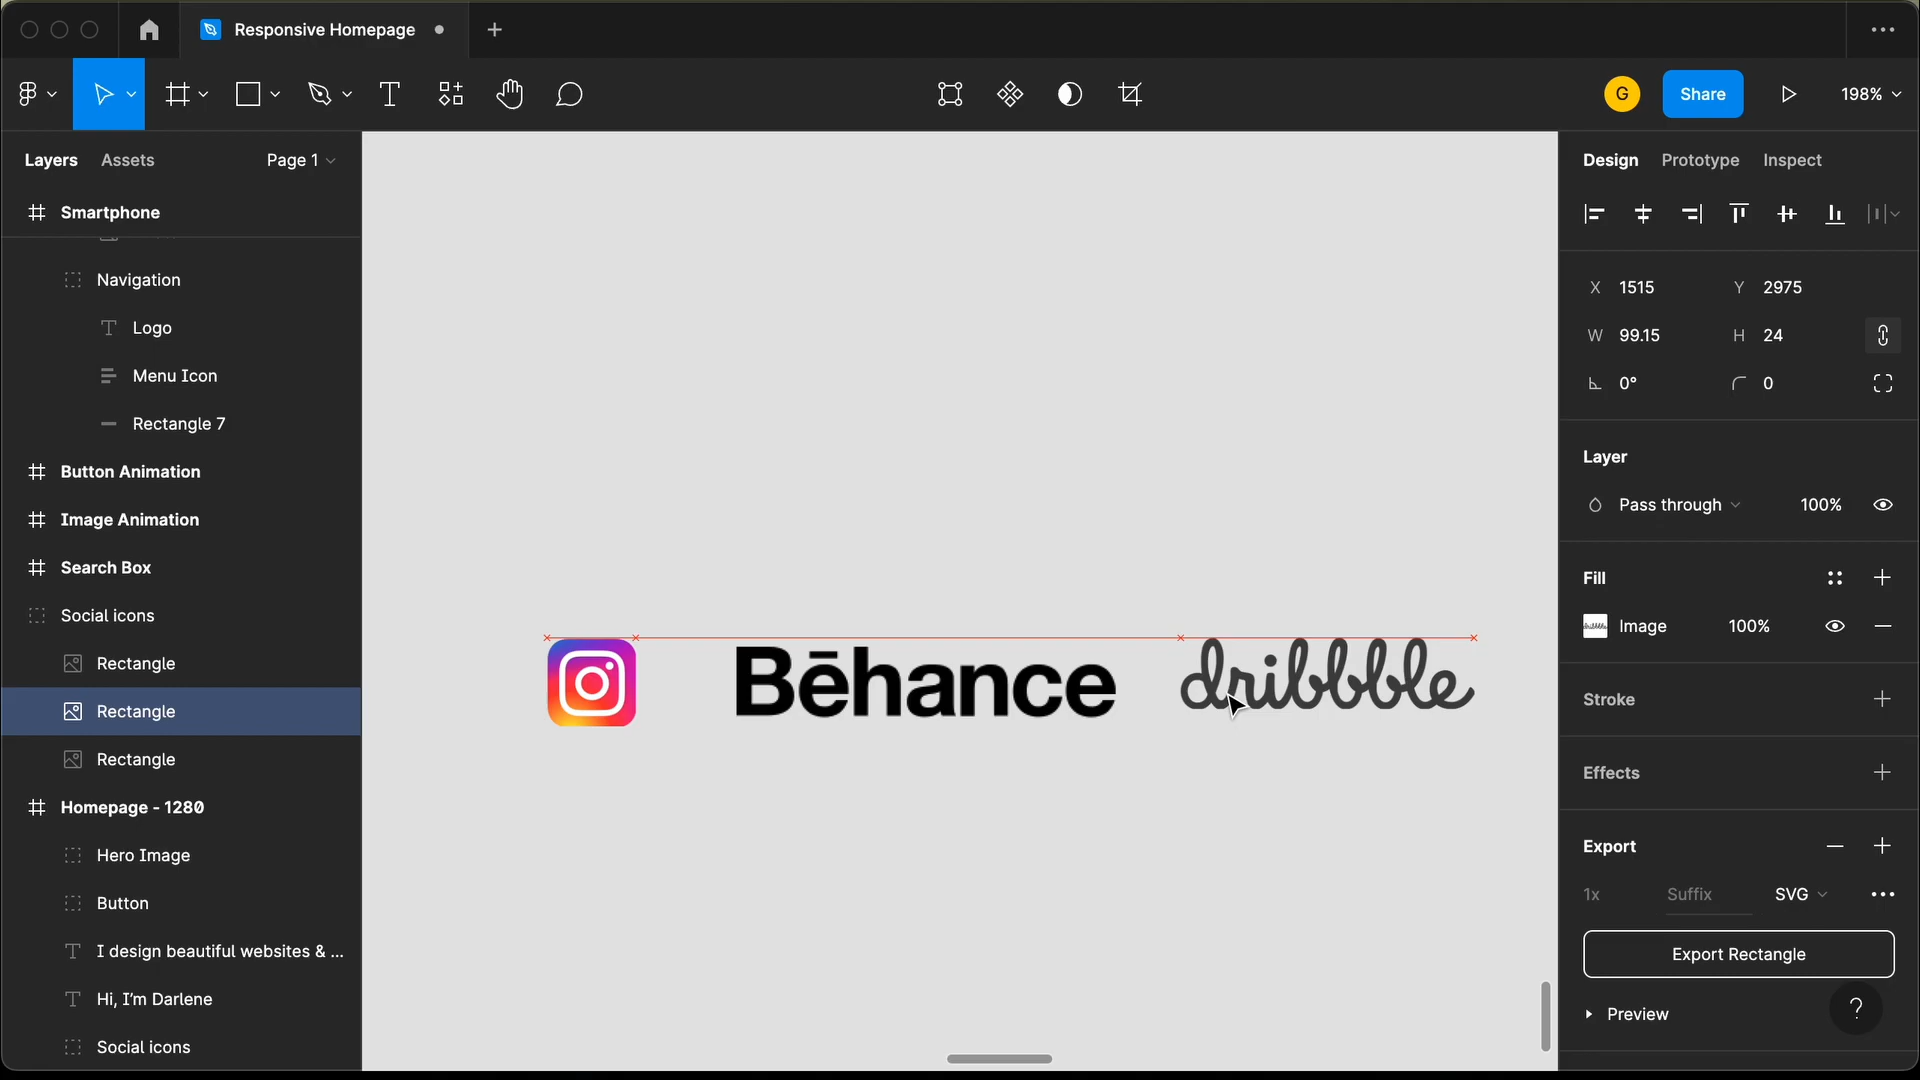 Responsive Homepage
G
Share
198%
Layers
Assets
Page 1
Smartphone
Navigation
Logo
Menu Icon
Rectangle 7
Button Animation
Image Animation
Search Box
Social icons
Rectangle
Rectangle
Rectangle
Homepage - 1280
Hero Image
Button
I design beautiful websites & ...
Hi, I'm Darlene
Social icons
Bēhance
dribbble
Design
Prototype
Inspect
X 1515
Y 2975
W 99.15
H 24
0°
0
Layer
Pass through
100%
Fill
Image
100%
Stroke
Effects
Export
1x
Suffix
SVG
Export Rectangle
Preview
?